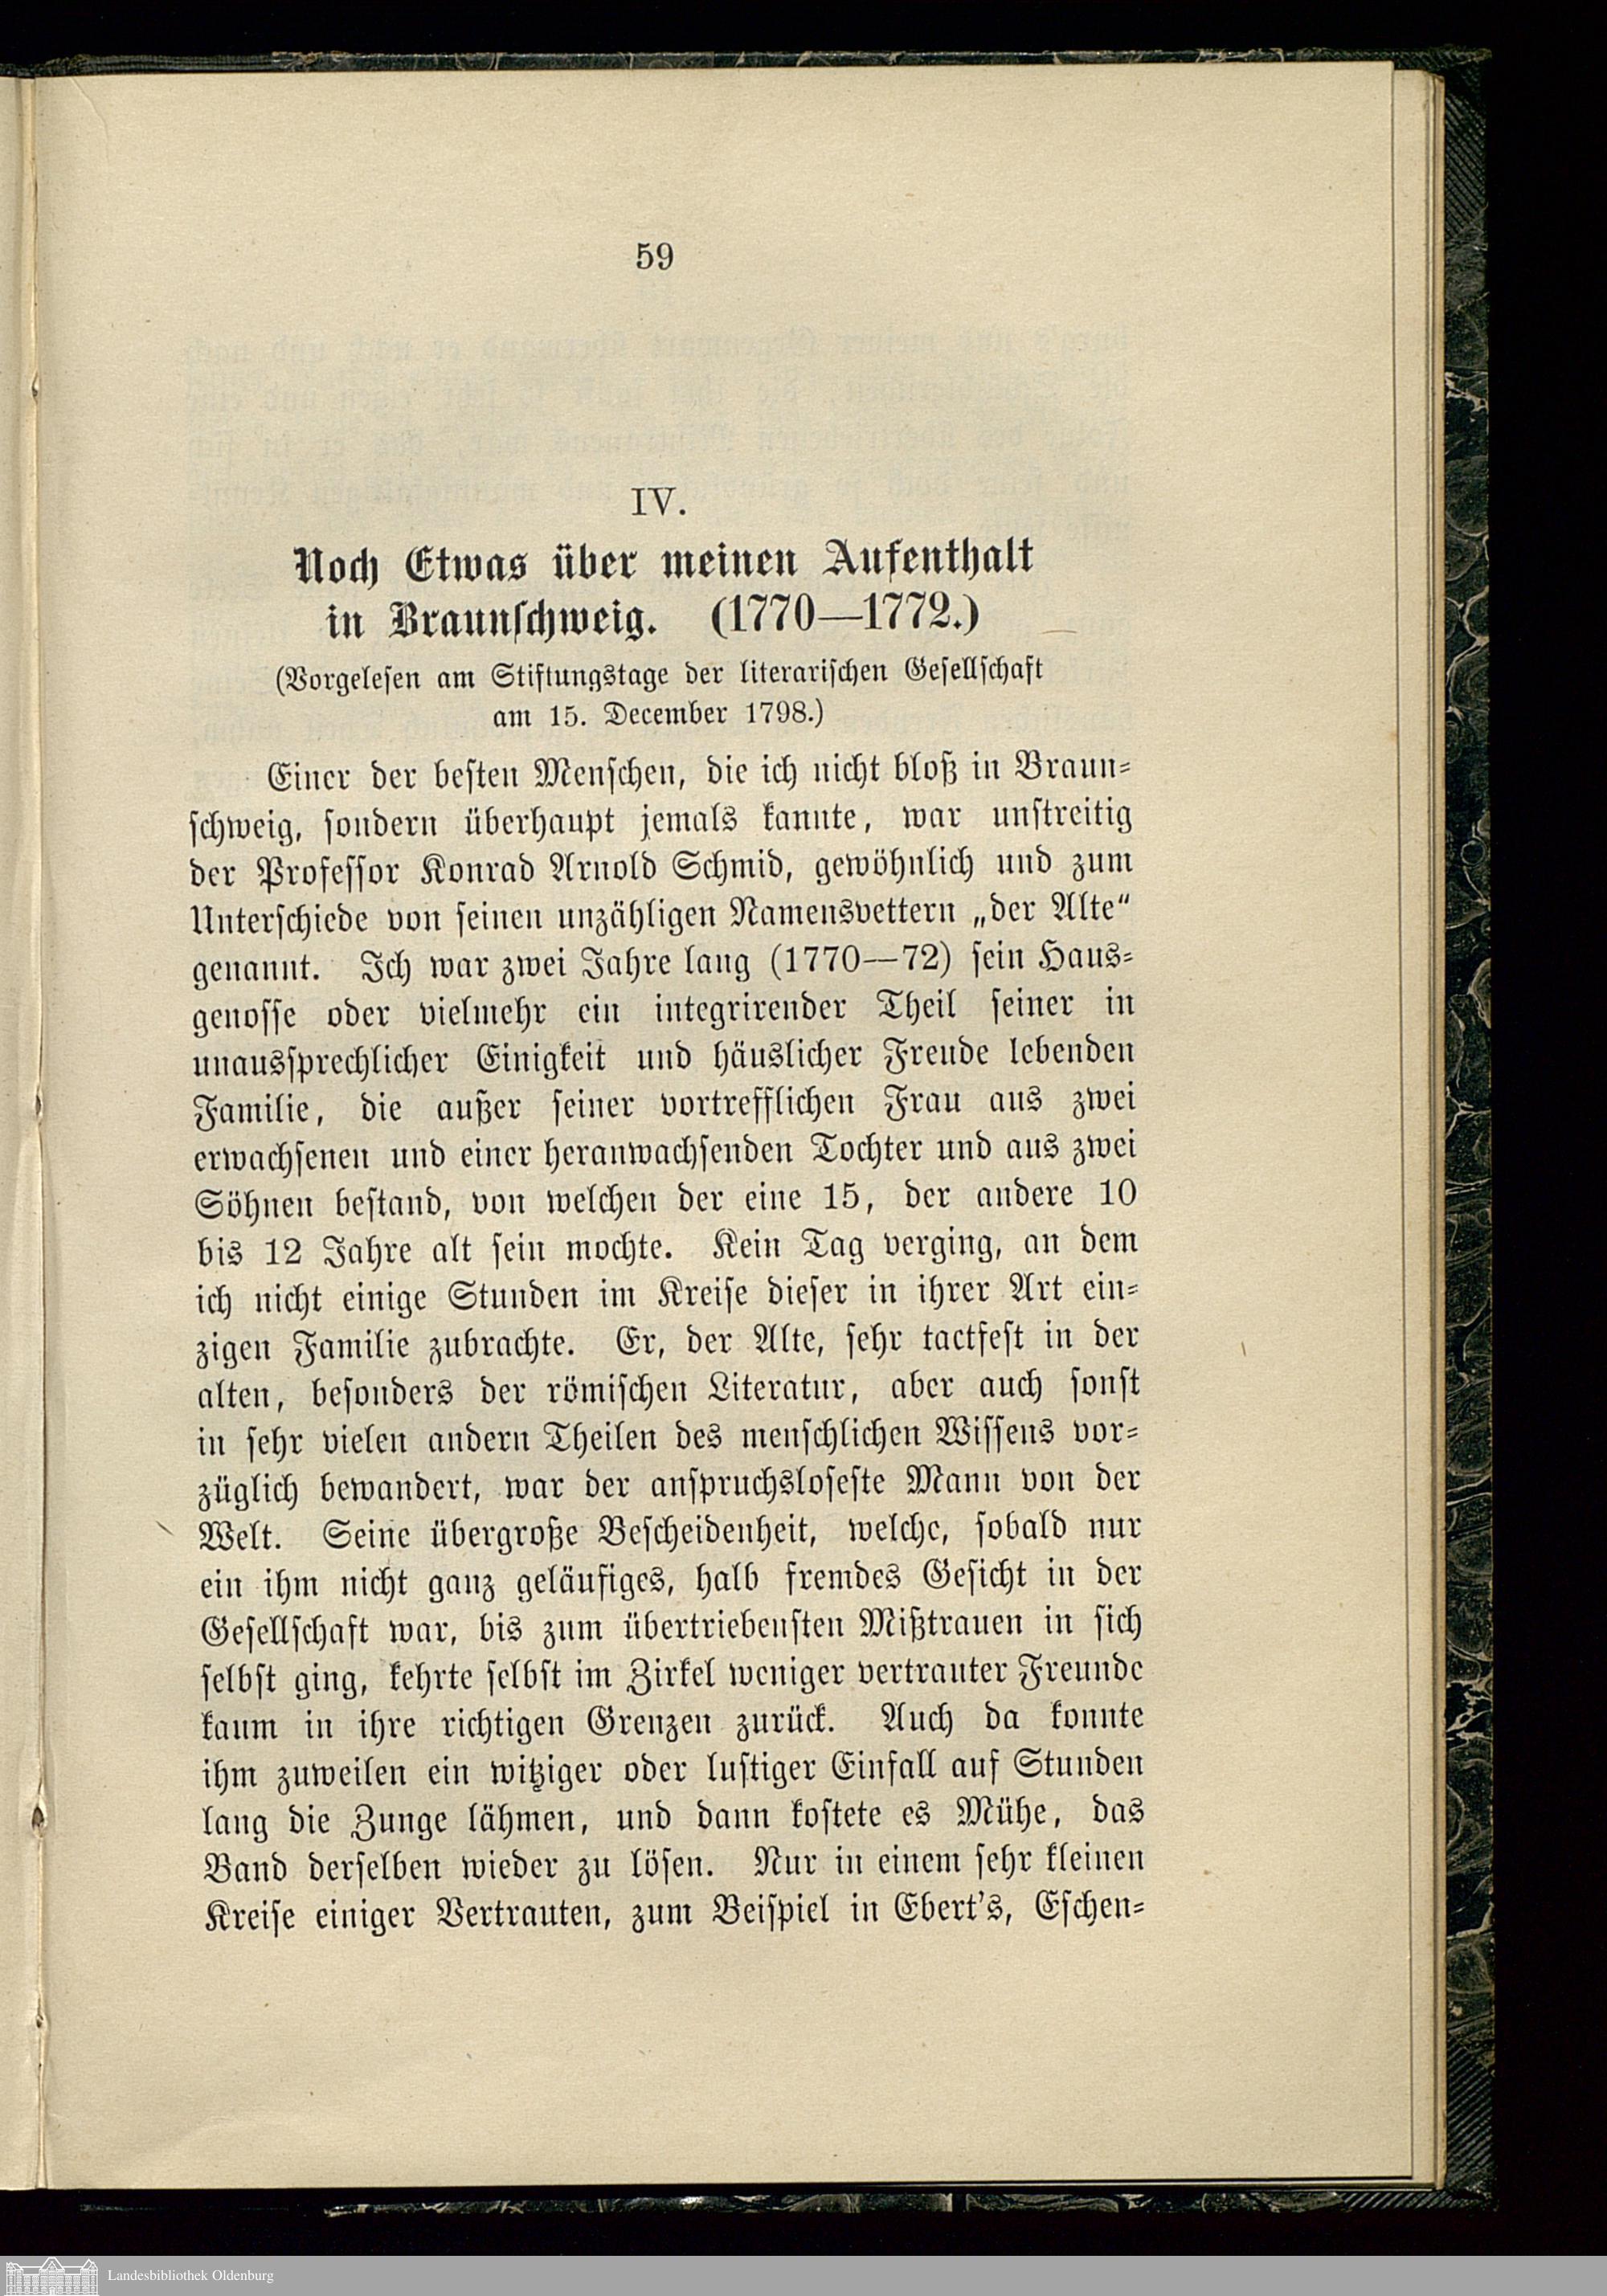 59
IV.
Noch Etwas über meinen Aufenthalt
in Braunschweig. (1770—1772.)
(Vorgelesen am Stiftungstage der literarischen Gesellschaft
am 15. December 1798.)
Einer der besten Menschen, die ich nicht bloß in Braun-
schweig, sondern überhaupt jemals kannte, war unstreitig
der Professor Konrad Arnold Schmid, gewöhnlich und zum
Unterschiede von seinen unzähligen Namensvettern „der Alte“
genannt. Ich war zwei Jahre lang (1770—72) sein Haus-
genosse oder vielmehr ein integrirender Theil seiner in
unaussprechlicher Einigkeit und häuslicher Freude lebenden
Familie, die außer seiner vortrefflichen Frau aus zwei
erwachsenen und einer heranwachsenden Tochter und aus zwei
Söhnen bestand, von welchen der eine 15, der andere 10
bis 12 Jahre alt sein mochte. Kein Tag verging, an dem
ich nicht einige Stunden im Kreise dieser in ihrer Art ein-
zigen Familie zubrachte. Er, der Alte, sehr tactfest in der
alten, besonders der römischen Literatur, aber auch sonst
in sehr vielen andern Theilen des menschlichen Wissens vor-
züglich bewandert, war der anspruchsloseste Mann von der
Welt. Seine übergroße Bescheidenheit, welche, sobald nur
ein ihm nicht ganz geläufiges, halb fremdes Gesicht in der
Gesellschaft war, bis zum übertriebensten Mißtrauen in sich
selbst ging, kehrte selbst im Zirkel weniger vertrauter Freunde
kaum in ihre richtigen Grenzen zurück. Auch da konnte
ihm zuweilen ein witziger oder lustiger Einfall auf Stunden
lang die Zunge lähmen, und dann kostete es Mühe, das
Band derselben wieder zu lösen. Nur in einem sehr kleinen
Kreise einiger Vertrauten, zum Beispiel in Ebert's, Eschen-
Landesbibliothek Oldenburg